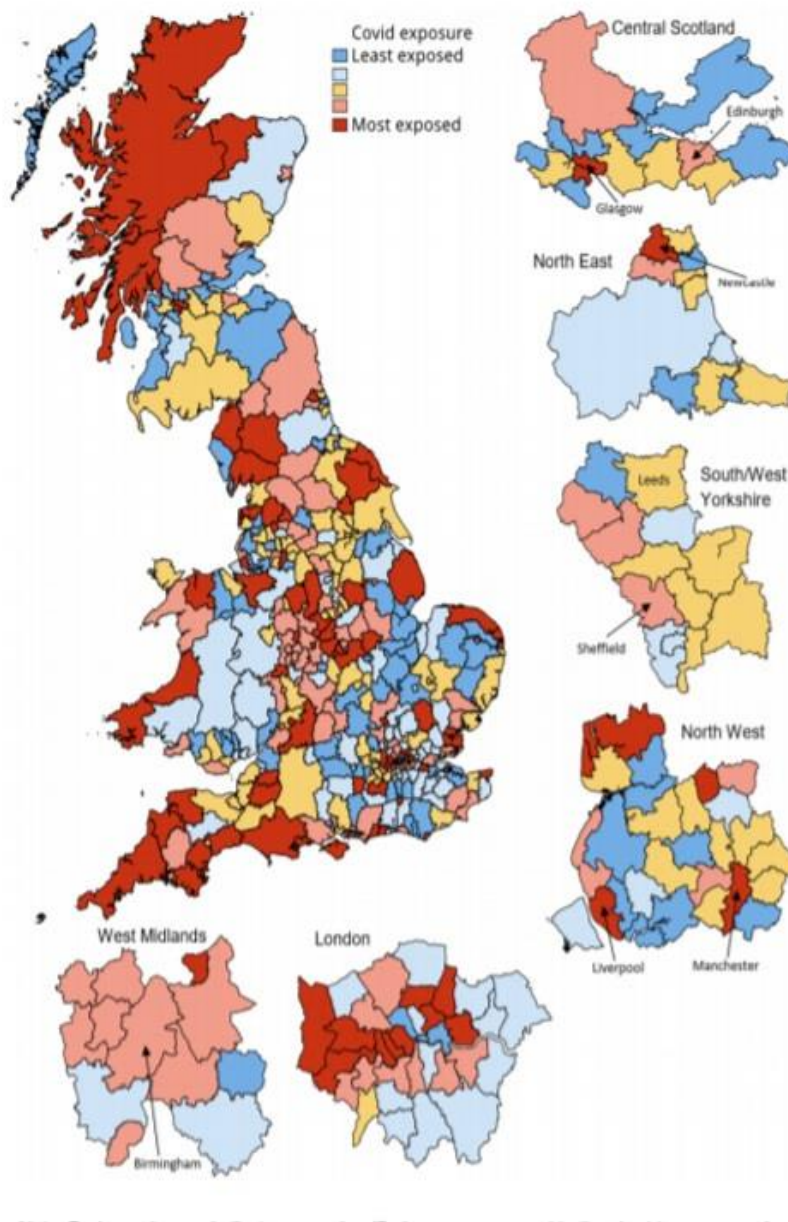 Covid exposure
Least exposed
Most exposed
Central Scotland
Edinburgh
Glasgow
North East
Newcastle
South/West
Yorkshire
Leeds
Sheffield
North West
Liverpool
Manchester
West Midlands
Birmingham
London